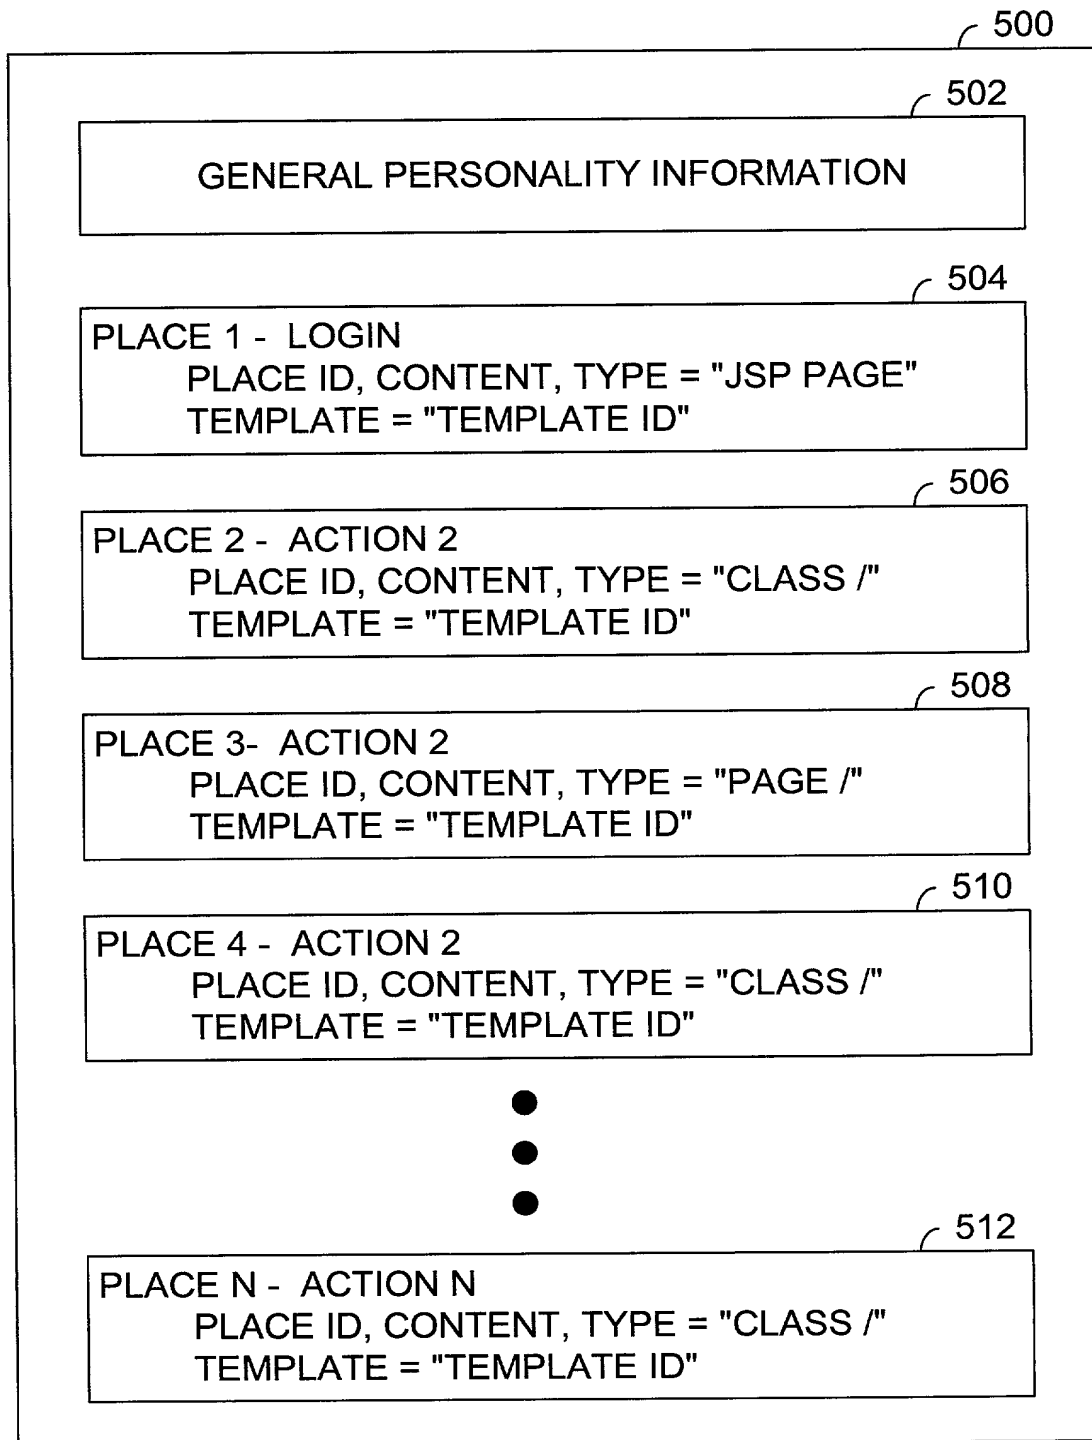 500
502
GENERAL PERSONALITY INFORMATION
504
PLACE 1 - LOGIN
PLACE ID, CONTENT, TYPE = "JSP PAGE"
TEMPLATE = "TEMPLATE ID"
506
PLACE 2 - ACTION 2
PLACE ID, CONTENT, TYPE = "CLASS /"
TEMPLATE = "TEMPLATE ID"
508
PLACE 3- ACTION 2
PLACE ID, CONTENT, TYPE = "PAGE /"
TEMPLATE = "TEMPLATE ID"
510
PLACE 4 - ACTION 2
PLACE ID, CONTENT, TYPE = "CLASS /"
TEMPLATE = "TEMPLATE ID"
512
PLACE N - ACTION N
PLACE ID, CONTENT, TYPE = "CLASS /"
TEMPLATE = "TEMPLATE ID"